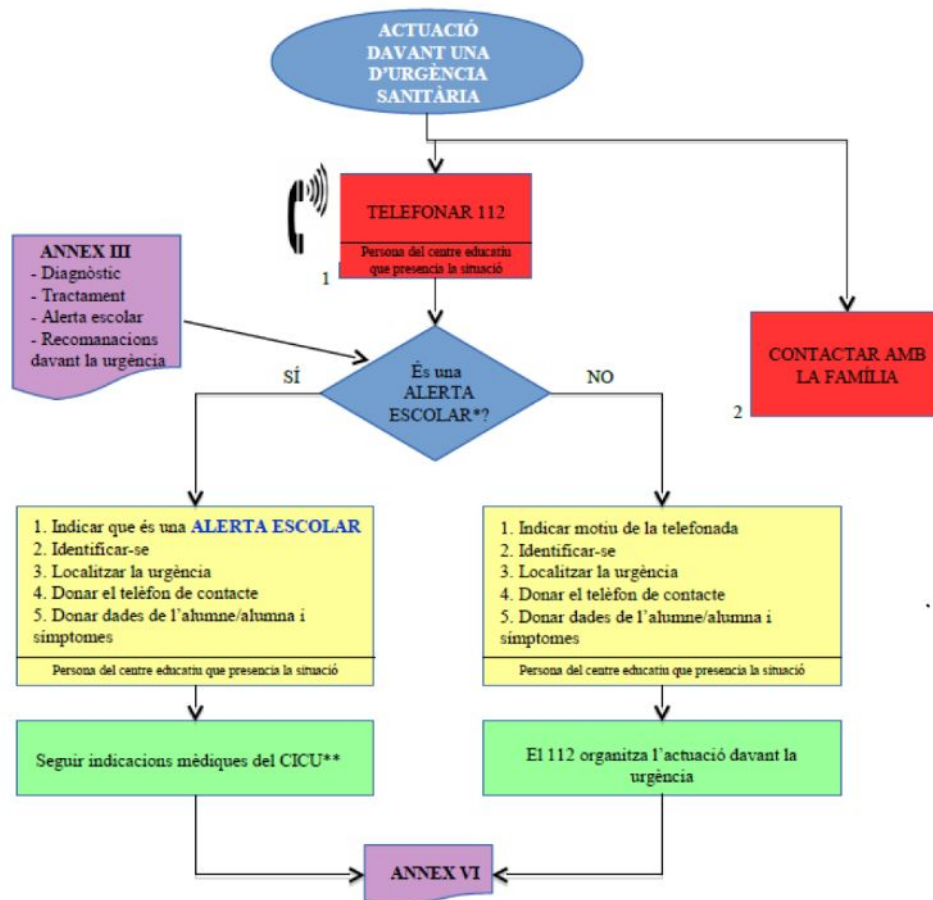 ACTUACIÓ
DAVANT UNA
D'URGÈNCIA
SANITÀRIA
TELEFONAR 112
Persona del centre educatiu
que presencia la situació
1
ANNEX III
- Diagnòstic
- Tractament
- Alerta escolar
- Recomanacions
davant la urgència
CONTACTAR AMB
LA FAMÍLIA
2
És una
ALERTA
ESCOLAR*?
SÍ
NO
1. Indicar que és una ALERTA ESCOLAR
2. Identificar-se
3. Localitzar la urgència
4. Donar el telèfon de contacte
5. Donar dades de l'alumne/alumna i
símptomes
Persona del centre educatiu que presencia la situació
1. Indicar motiu de la telefonada
2. Identificar-se
3. Localitzar la urgència
4. Donar el telèfon de contacte
5. Donar dades de l'alumne/alumna i
símptomes
Persona del centre educatiu que presencia la situació
Seguir indicacions mèdiques del CICU**
El 112 organitza l'actuació davant la
urgència
ANNEX VI